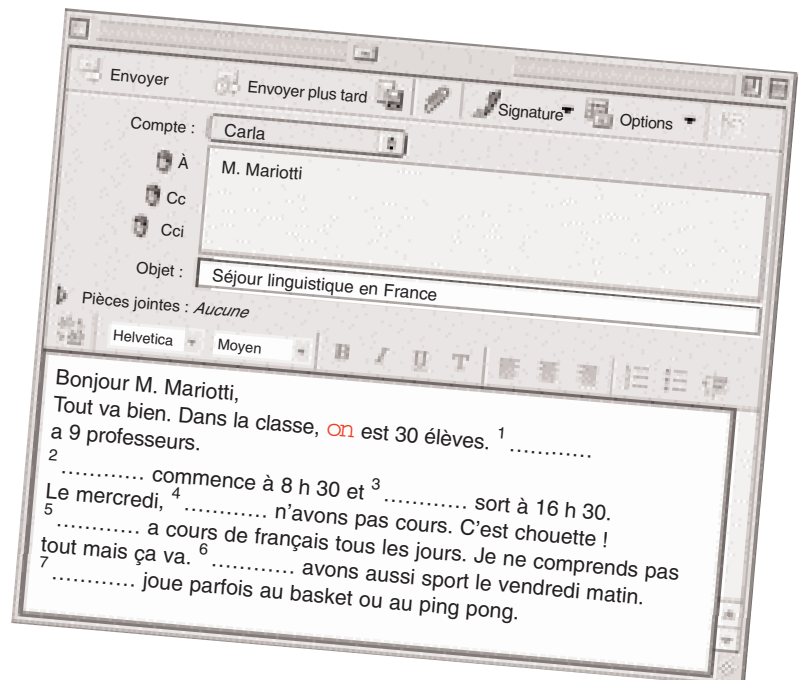 Envoyer Envoyer plus tard Signature Options
Compte : Carla
À M. Mariotti
Cc
Cci
Objet : Séjour linguistique en France
Pièces jointes : Aucune
Helvetica Moyen B I U T
Bonjour M. Mariotti,
Tout va bien. Dans la classe, on est 30 élèves. 1 …………
a 9 professeurs.
2 ………… commence à 8 h 30 et 3 ………… sort à 16 h 30.
Le mercredi, 4 ………… n’avons pas cours. C’est chouette !
5 ………… a cours de français tous les jours. Je ne comprends pas
tout mais ça va. 6 ………… avons aussi sport le vendredi matin.
7 ………… joue parfois au basket ou au ping pong.